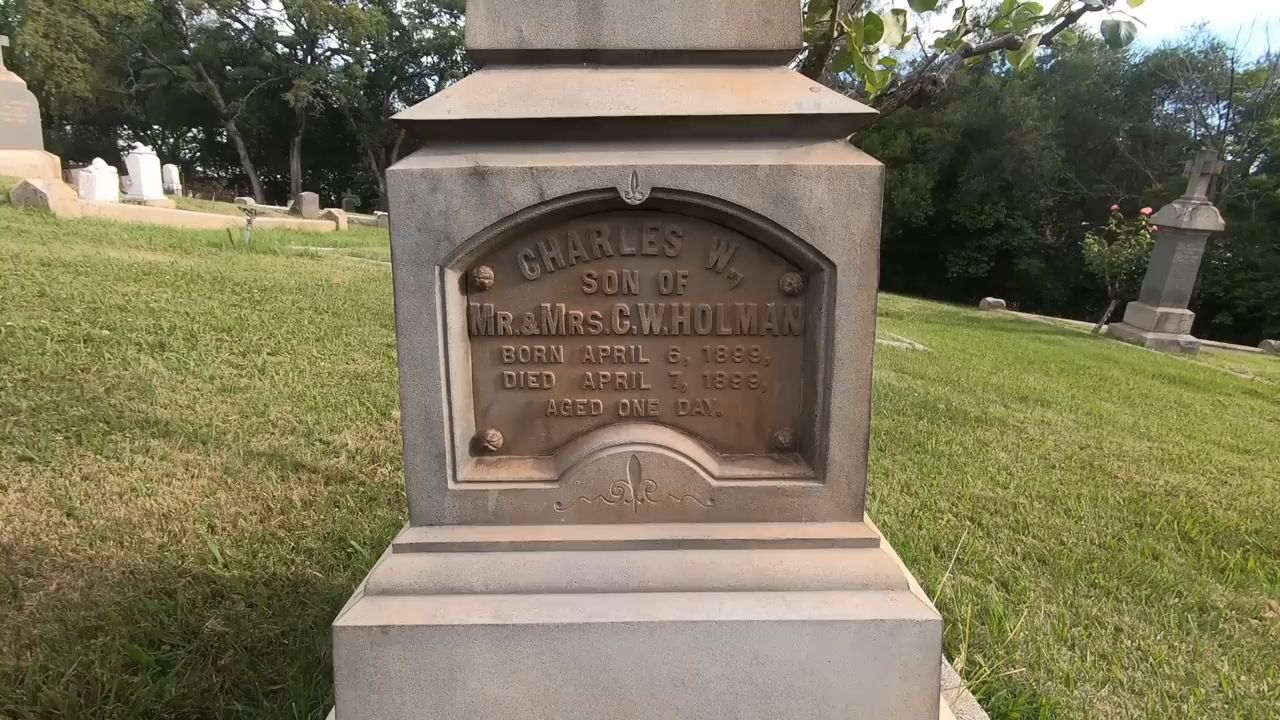 CHARLES W.,
SON OF
MR. & MRS. C. W. HOLMAN
BORN APRIL 6, 1899,
DIED APRIL 7, 1899,
AGED ONE DAY.